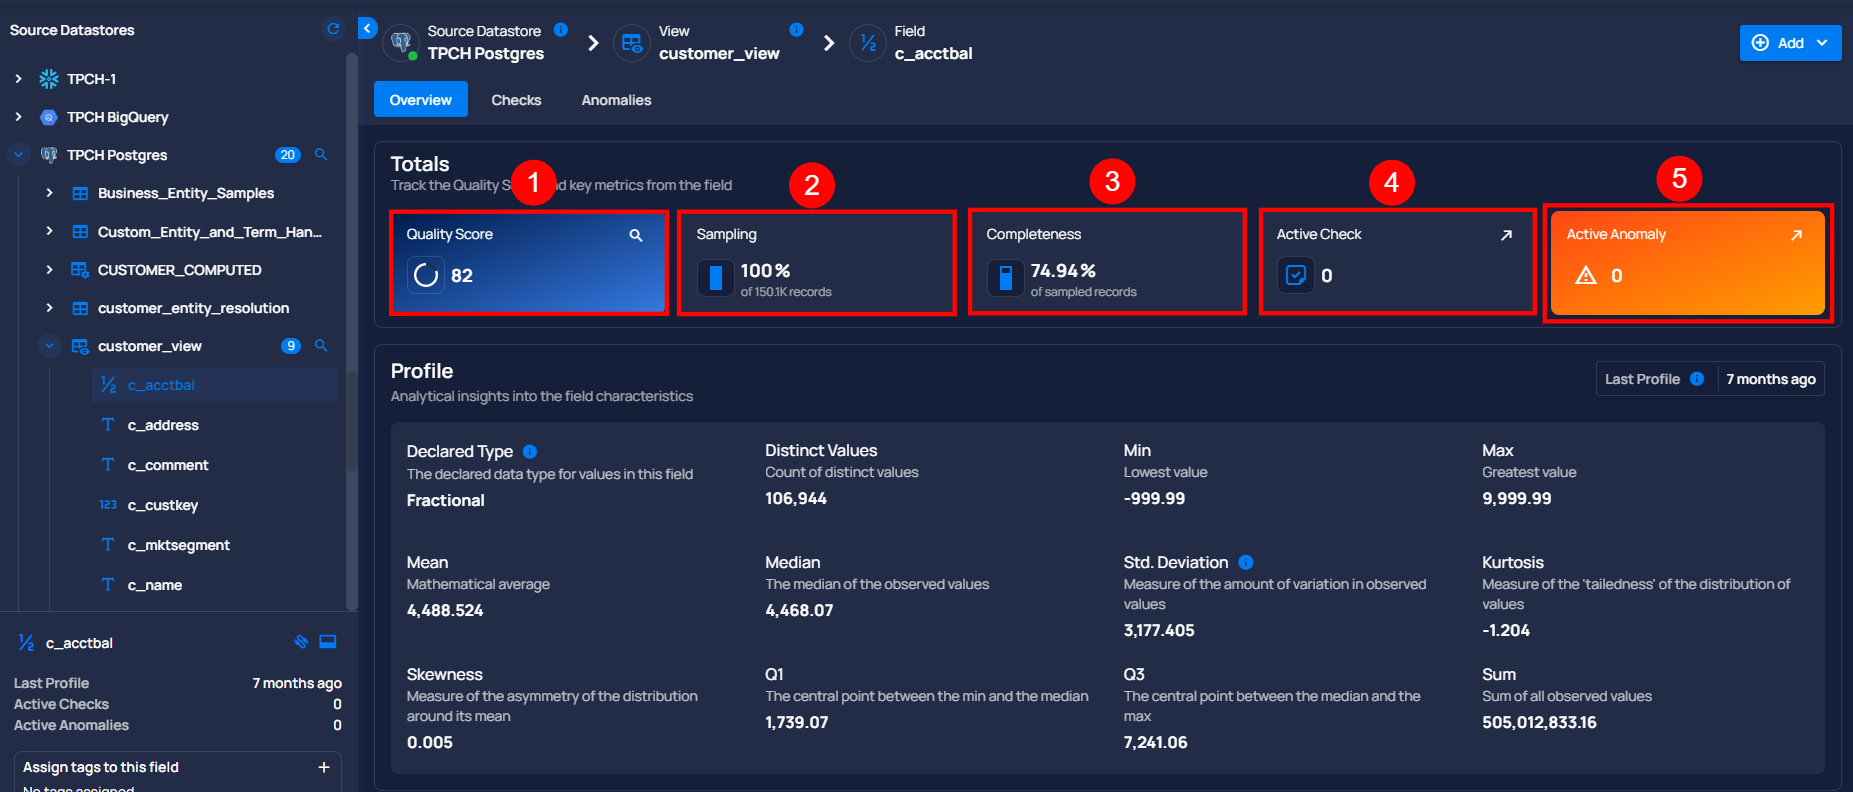 Source Datastores
TPCH-1
TPCH BigQuery
TPCH Postgres 20
Business_Entity_Samples
Custom_Entity_and_Term_Han...
CUSTOMER_COMPUTED
customer_entity_resolution
customer_view 9
c_acctbal
c_address
c_comment
123 c_custkey
c_mktsegment
c_name
½ c_acctbal
Last Profile 7 months ago
Active Checks 0
Active Anomalies 0
Assign tags to this field +
No tags assigned
Source Datastore
TPCH Postgres
View
customer_view
Field
c_acctbal
Add
Overview Checks Anomalies
Totals
Track the Quality S nd key metrics from the field
1 2 3 4 5
Quality Score
82
Sampling
100%
of 150.1K records
Completeness
74.94%
of sampled records
Active Check
0
Active Anomaly
0
Profile
Analytical insights into the field characteristics
Last Profile 7 months ago
Declared Type
The declared data type for values in this field
Fractional
Distinct Values
Count of distinct values
106,944
Min
Lowest value
-999.99
Max
Greatest value
9,999.99
Mean
Mathematical average
4,488.524
Median
The median of the observed values
4,468.07
Std. Deviation
Measure of the amount of variation in observed
values
3,177.405
Kurtosis
Measure of the 'tailedness' of the distribution of
values
-1.204
Skewness
Measure of the asymmetry of the distribution
around its mean
0.005
Q1
The central point between the min and the median
1,739.07
Q3
The central point between the median and the
max
7,241.06
Sum
Sum of all observed values
505,012,833.16